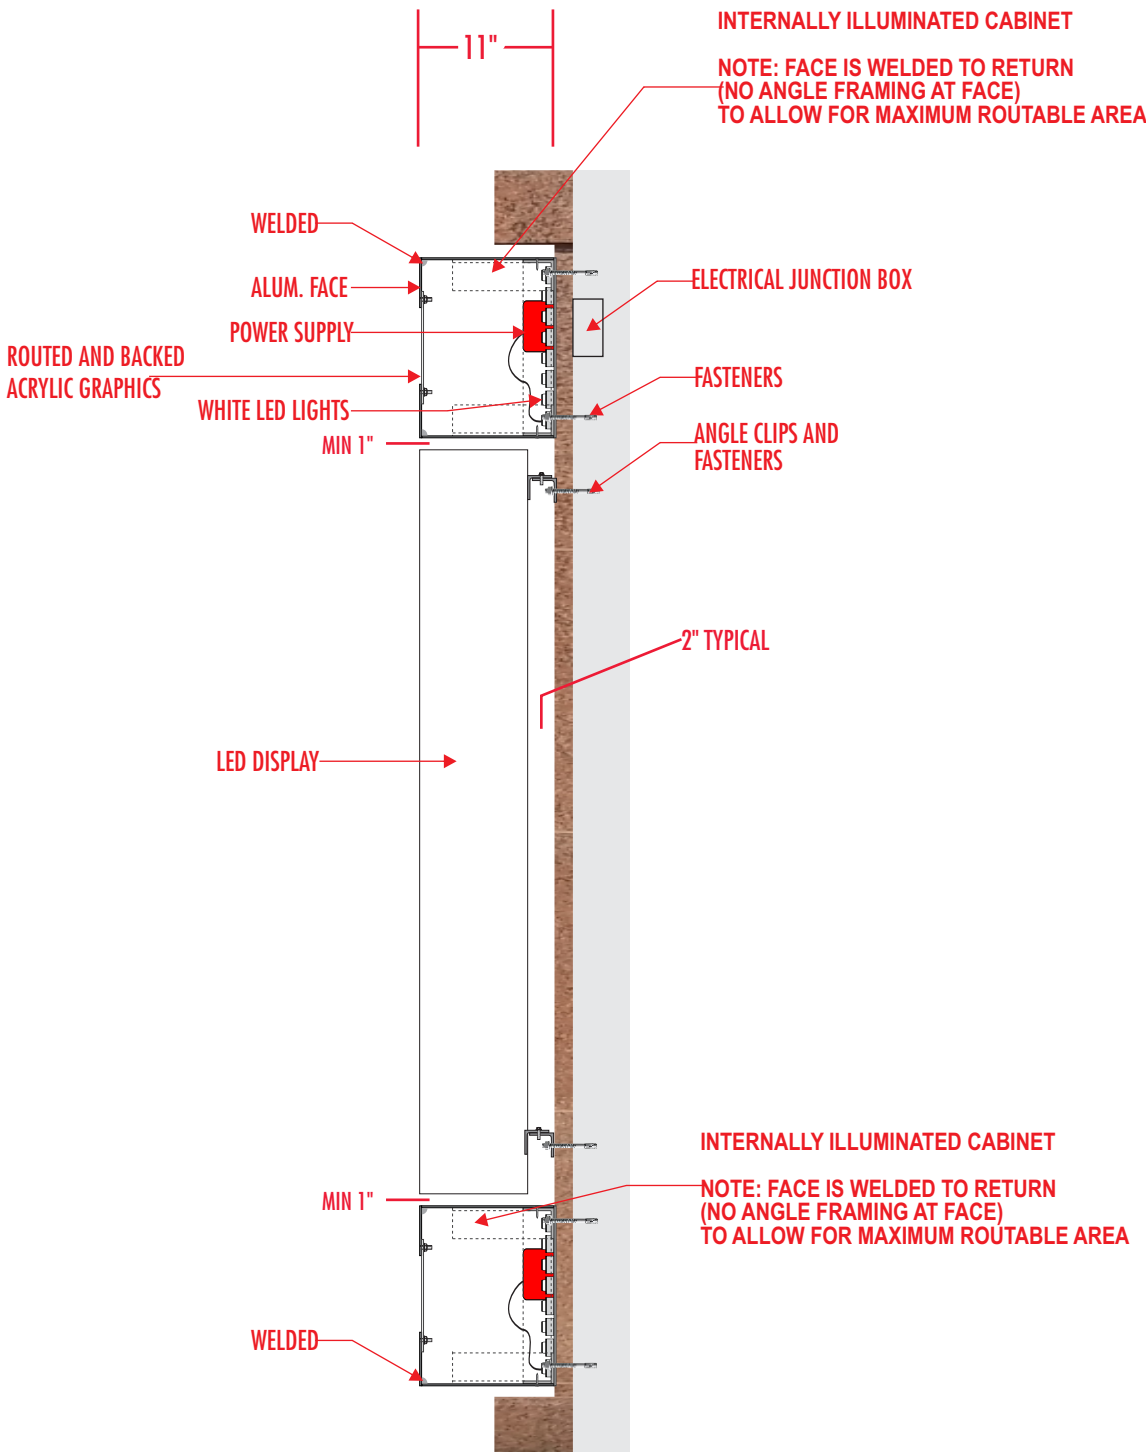 INTERNALLY ILLUMINATED CABINET
NOTE: FACE IS WELDED TO RETURN
(NO ANGLE FRAMING AT FACE)
TO ALLOW FOR MAXIMUM ROUTABLE AREA
11"
WELDED
ALUM. FACE
ELECTRICAL JUNCTION BOX
POWER SUPPLY
ROUTED AND BACKED
ACRYLIC GRAPHICS
FASTENERS
WHITE LED LIGHTS
MIN 1"
ANGLE CLIPS AND
FASTENERS
2" TYPICAL
LED DISPLAY
INTERNALLY ILLUMINATED CABINET
NOTE: FACE IS WELDED TO RETURN
(NO ANGLE FRAMING AT FACE)
TO ALLOW FOR MAXIMUM ROUTABLE AREA
MIN 1"
WELDED